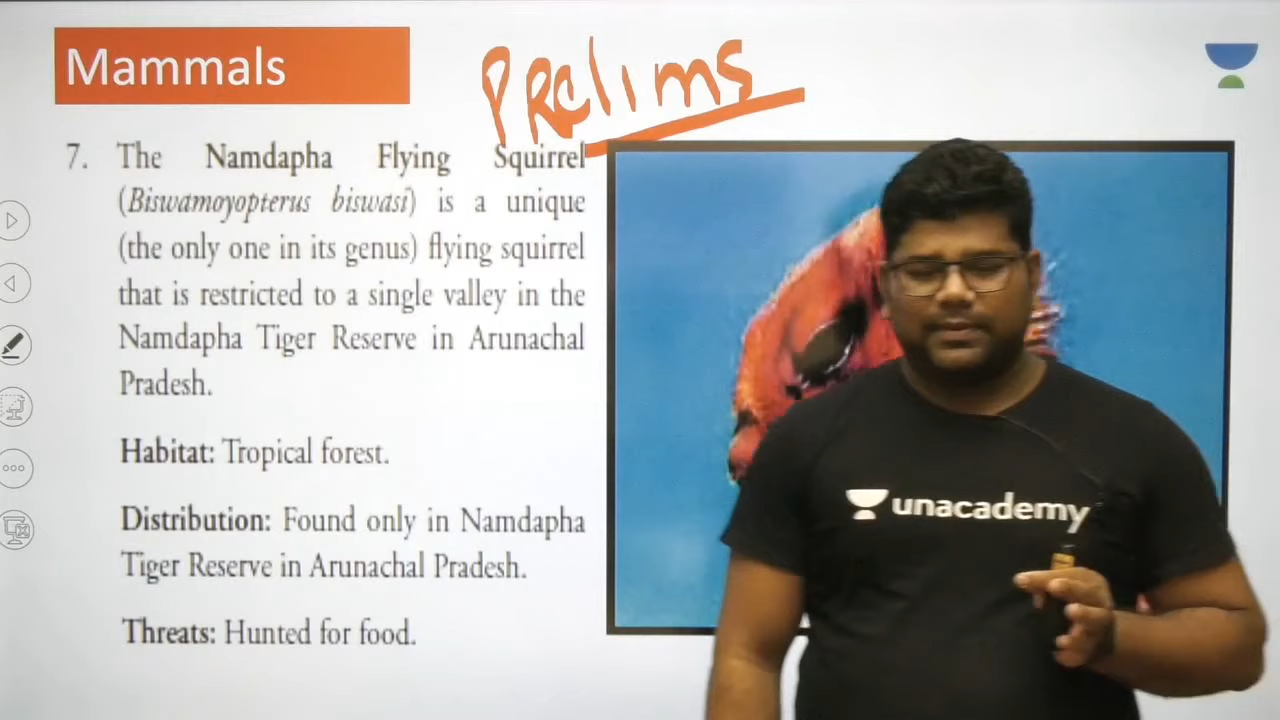 Mammals
PRelims
7. The Namdapha Flying Squirrel
(Biswamoyopterus biswasi) is a unique
(the only one in its genus) flying squirrel
that is restricted to a single valley in the
Namdapha Tiger Reserve in Arunachal
Pradesh.
Habitat: Tropical forest.
Distribution: Found only in Namdapha
Tiger Reserve in Arunachal Pradesh.
Threats: Hunted for food.
unacademy